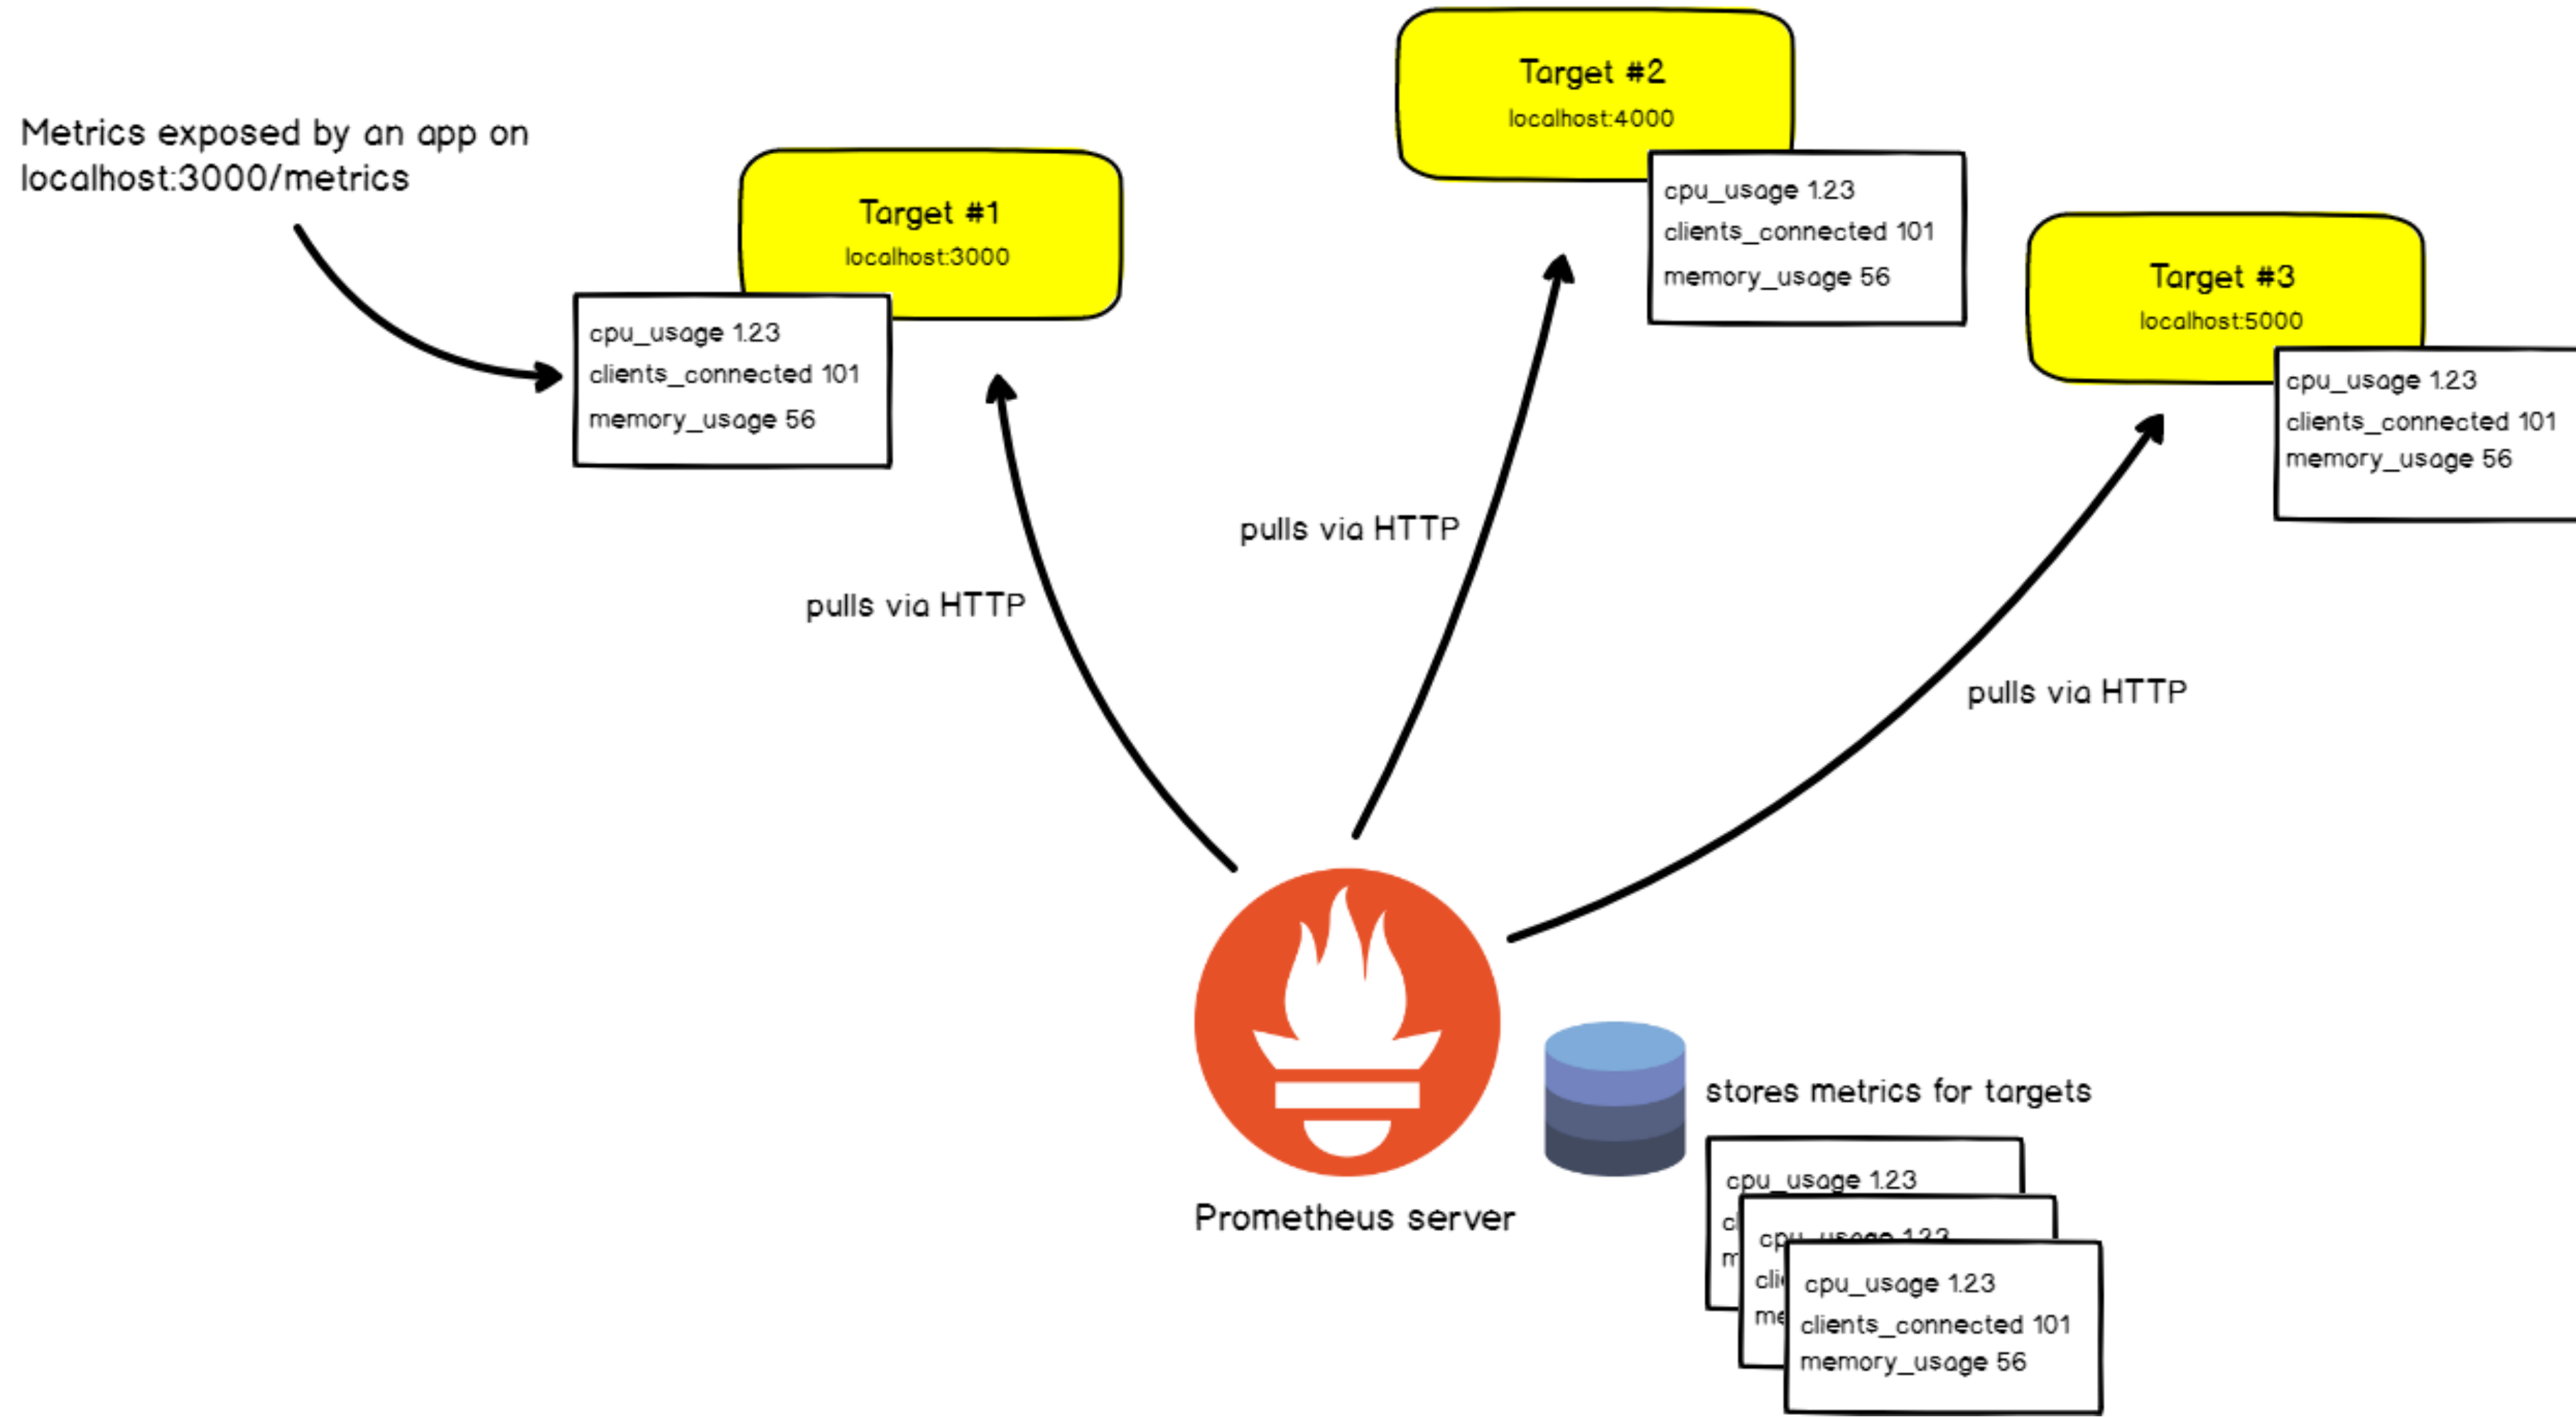 Metrics exposed by an app on
localhost:3000/metrics
Target #1
localhost:3000
cpu_usage 1.23
clients_connected 101
memory_usage 56
Target #2
localhost:4000
cpu_usage 1.23
clients_connected 101
memory_usage 56
Target #3
localhost:5000
cpu_usage 1.23
clients_connected 101
memory_usage 56
pulls via HTTP
pulls via HTTP
pulls via HTTP
Prometheus server
stores metrics for targets
cpu_usage 1.23
cpu_usage 1.23
cpu_usage 1.23
clients_connected 101
memory_usage 56